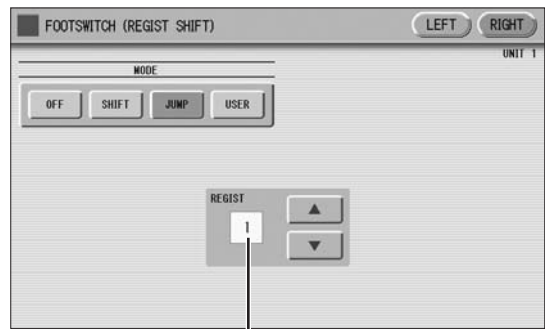 FOOTSWITCH (REGIST SHIFT)
LEFT RIGHT
UNIT 1
MODE
OFF SHIFT JUMP USER
REGIST
1